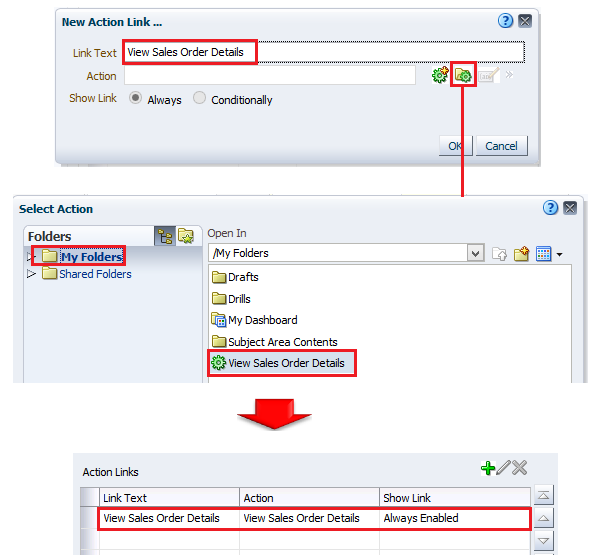 New Action Link ...
Link Text View Sales Order Details
Action
Show Link Always Conditionally
OK Cancel
Select Action
Folders
My Folders
Shared Folders
Open In
/My Folders
Drafts
Drills
My Dashboard
Subject Area Contents
View Sales Order Details
Action Links
Link Text Action Show Link
View Sales Order Details View Sales Order Details Always Enabled